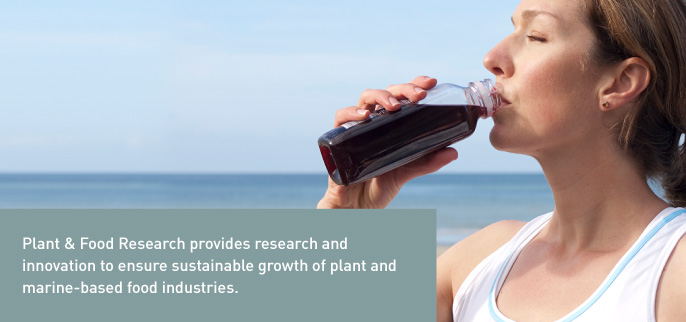 Plant & Food Research provides research and
innovation to ensure sustainable growth of plant and
marine-based food industries.